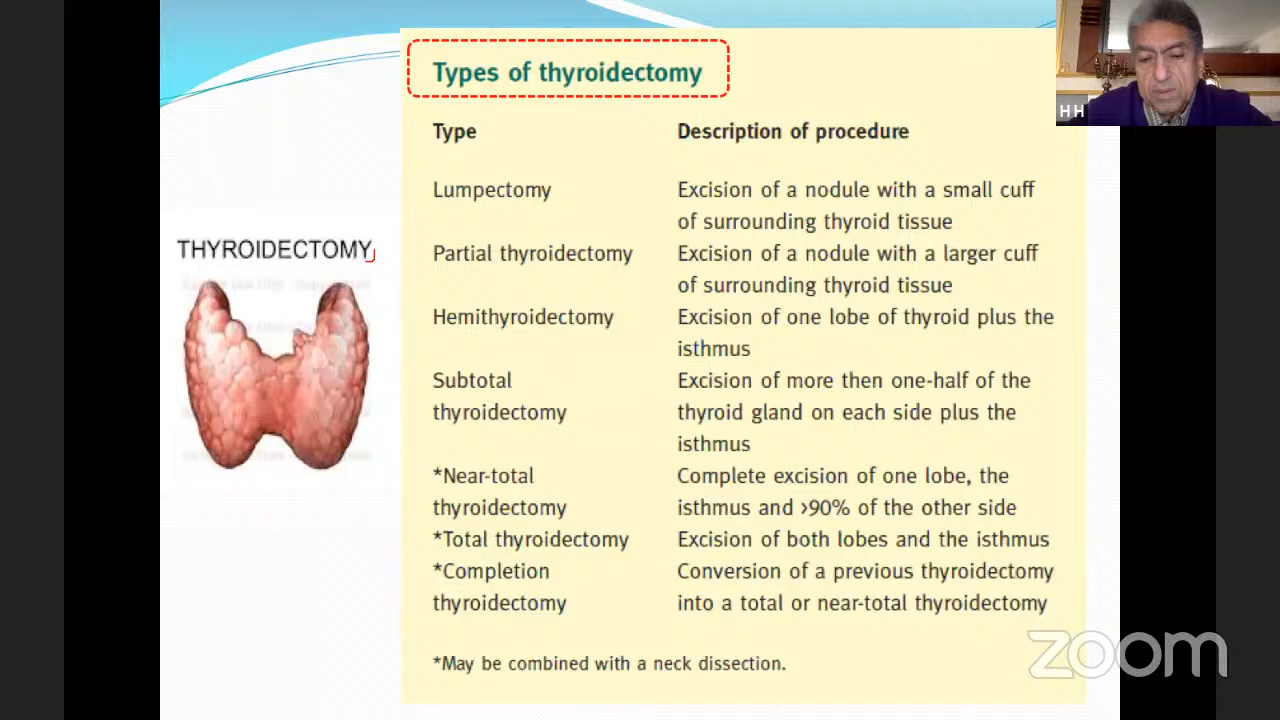 Types of thyroidectomy
Type Description of procedure
Lumpectomy Excision of a nodule with a small cuff
of surrounding thyroid tissue
Partial thyroidectomy Excision of a nodule with a larger cuff
of surrounding thyroid tissue
Hemithyroidectomy Excision of one lobe of thyroid plus the
isthmus
Subtotal Excision of more then one-half of the
thyroidectomy thyroid gland on each side plus the
isthmus
*Near-total Complete excision of one lobe, the
thyroidectomy isthmus and >90% of the other side
*Total thyroidectomy Excision of both lobes and the isthmus
*Completion Conversion of a previous thyroidectomy
thyroidectomy into a total or near-total thyroidectomy
*May be combined with a neck dissection.
THYROIDECTOMY
H H
zoom